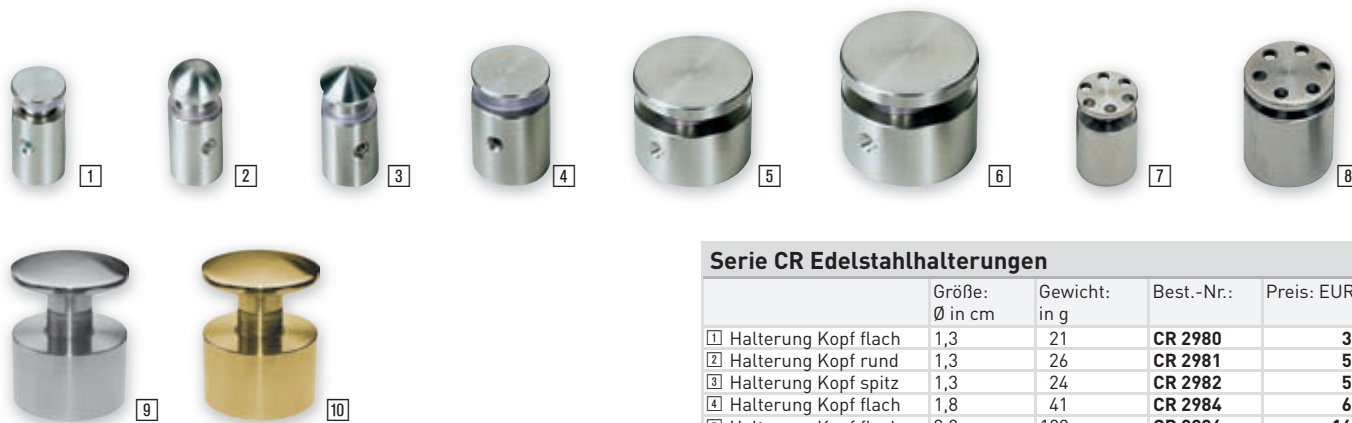 1
2
3
4
5
6
7
8
9
10
Serie CR Edelstahlhalterungen
Größe: Ø in cm Gewicht: in g Best.-Nr.: Preis: EUR
1 Halterung Kopf flach 1,3 21 CR 2980 3
2 Halterung Kopf rund 1,3 26 CR 2981 5
3 Halterung Kopf spitz 1,3 24 CR 2982 5
4 Halterung Kopf flach 1,8 41 CR 2984 6